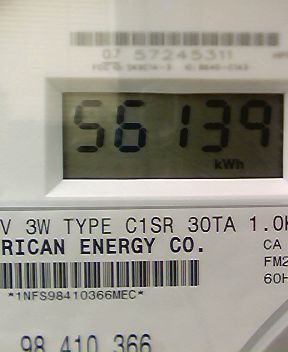 07 57245311
56139
kWh
V 3W TYPE C1SR 30TA 1.0K
RICAN ENERGY CO.
CA
FM2
60H
*1NFS98410366MEC*
98 410 366